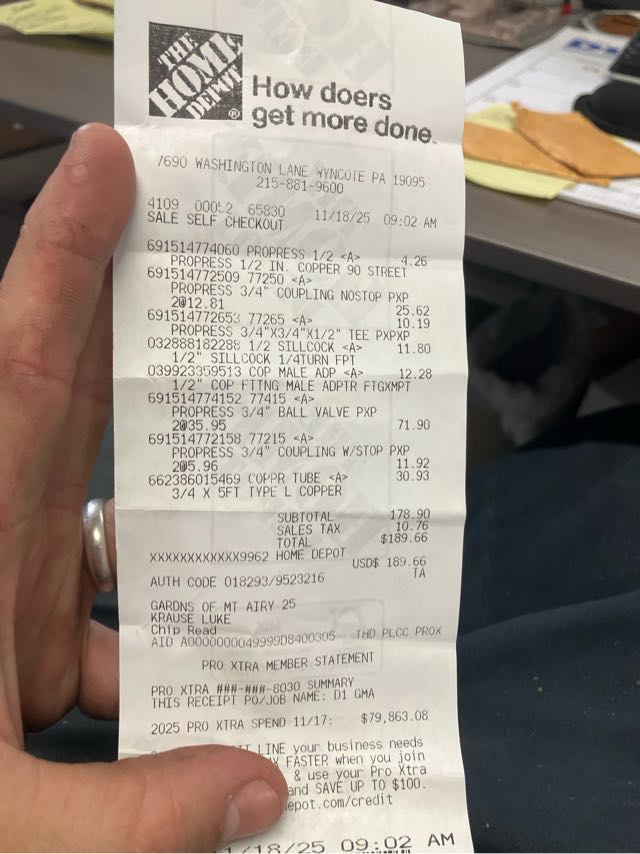 THE
HOME
DEPOT
®
How doers
get more done.
7690 WASHINGTON LANE WYNCOTE PA 19095
215-881-9600
4109 00052 65830 11/18/25 09:02 AM
SALE SELF CHECKOUT
691514774060 PROPRESS 1/2 <A> 4.26
PROPRESS 1/2 IN. COPPER 90 STREET
691514772509 77250 <A>
PROPRESS 3/4" COUPLING NOSTOP PXP
2@12.81 25.62
691514772653 77265 <A> 10.19
PROPRESS 3/4"X3/4"X1/2" TEE PXPXP
032888182288 1/2 SILLCOCK <A> 11.80
1/2" SILLCOCK 1/4TURN FPT
039923359513 COP MALE ADP <A> 12.28
1/2" COP FTTNG MALE ADPTR FTGXMPT
691514774152 77415 <A>
PROPRESS 3/4" BALL VALVE PXP
2@35.95 71.90
691514772158 77215 <A>
PROPRESS 3/4" COUPLING W/STOP PXP
2@5.96 11.92
662386015469 COPPR TUBE <A> 30.93
3/4 X 5FT TYPE L COPPER
SUBTOTAL 178.90
SALES TAX 10.76
TOTAL $189.66
XXXXXXXXXXXX9962 HOME DEPOT
USD$ 189.66
AUTH CODE 018293/9523216 TA
GARDNS OF MT AIRY 25
KRAUSE LUKE
Chip Read
AID A0000000049999D8400305 THD PLCC PROX
PRO XTRA MEMBER STATEMENT
PRO XTRA ###-###-8030 SUMMARY
THIS RECEIPT PO/JOB NAME: D1 GMA
2025 PRO XTRA SPEND 11/17: $79,863.08
LINE your business needs
FASTER when you join
& use your Pro Xtra
and SAVE UP TO $100.
depot.com/credit
11/18/25 09:02 AM